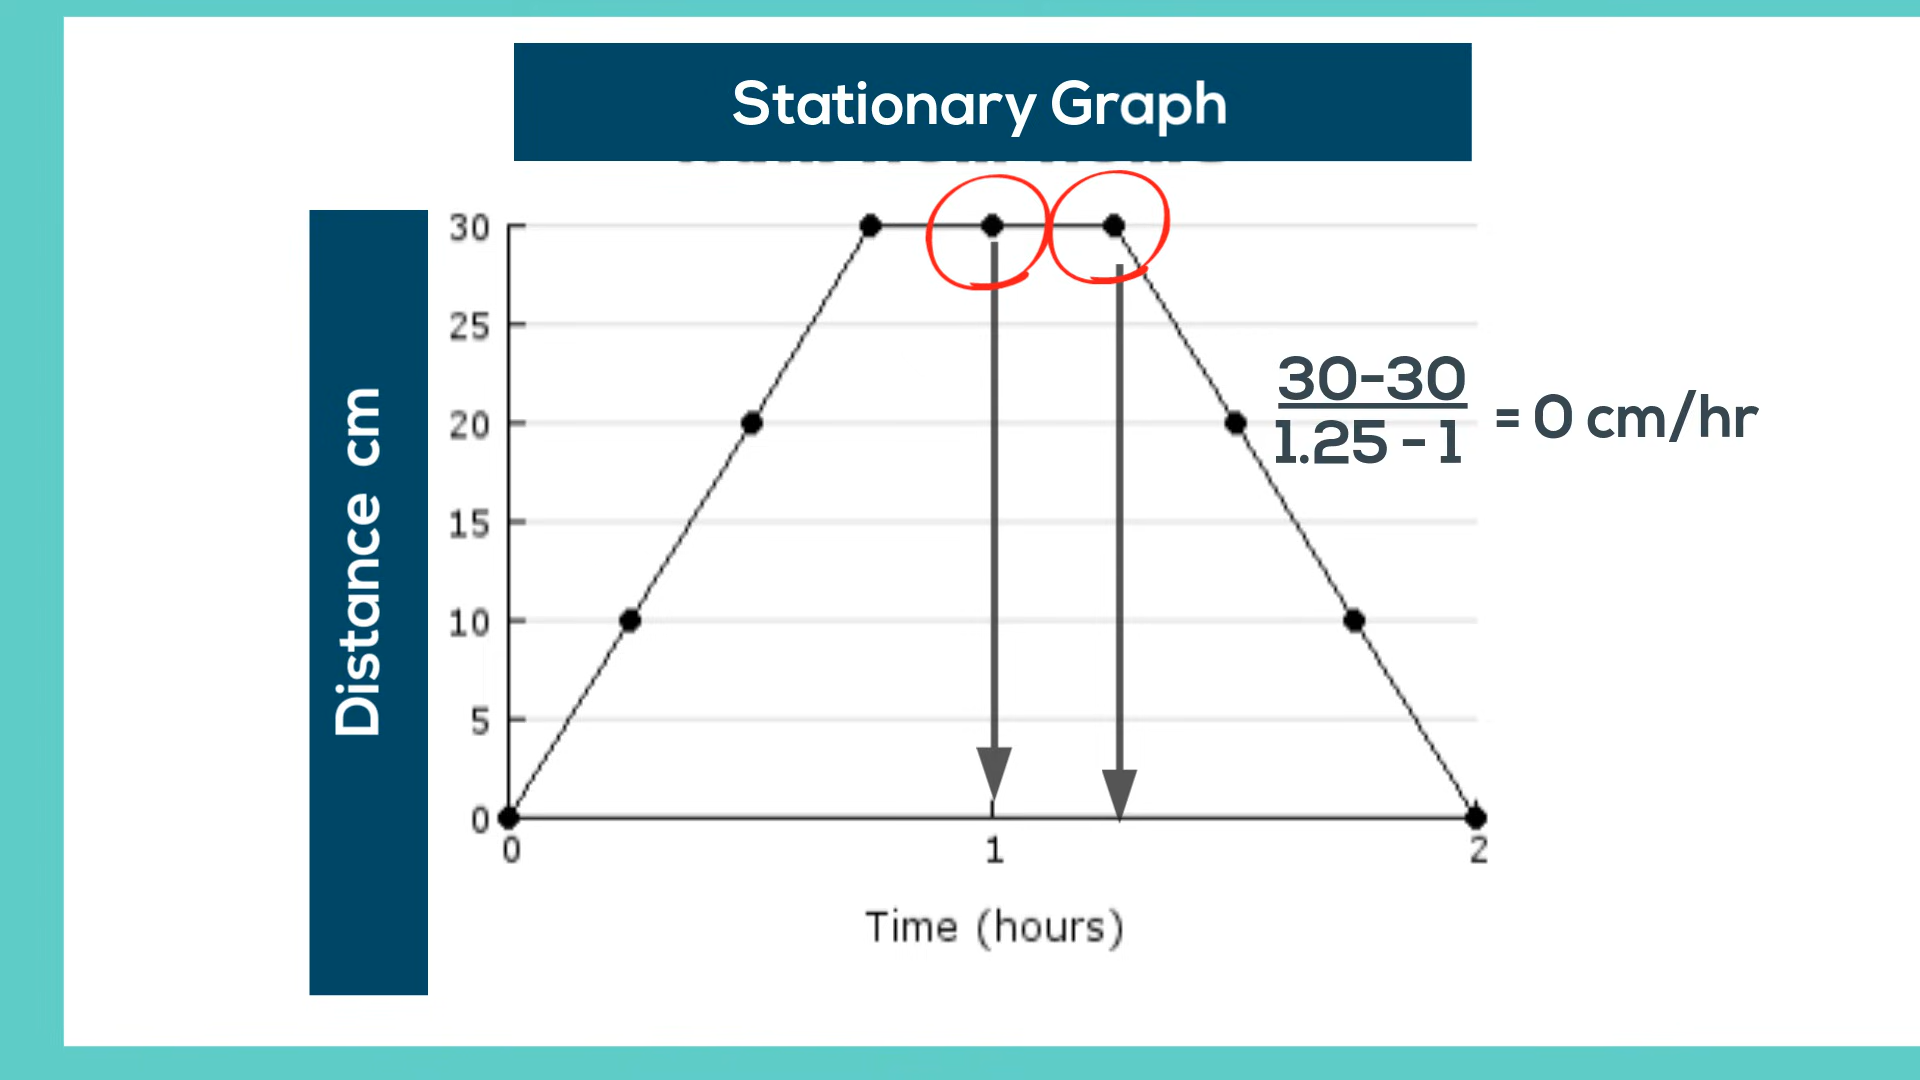 Stationary Graph
Distance cm
30
25
20
15
10
5
0
0 1 2
Time (hours)
30-30
1.25 - 1
= 0 cm/hr